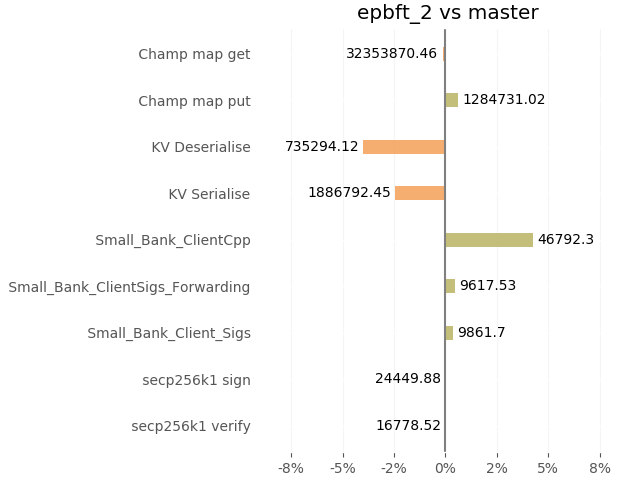 epbft_2 vs master
Champ map get 32353870.46
Champ map put 1284731.02
KV Deserialise 735294.12
KV Serialise 1886792.45
Small_Bank_ClientCpp 46792.3
Small_Bank_ClientSigs_Forwarding 9617.53
Small_Bank_Client_Sigs 9861.7
secp256k1 sign 24449.88
secp256k1 verify 16778.52
-8% -5% -2% 0% 2% 5% 8%